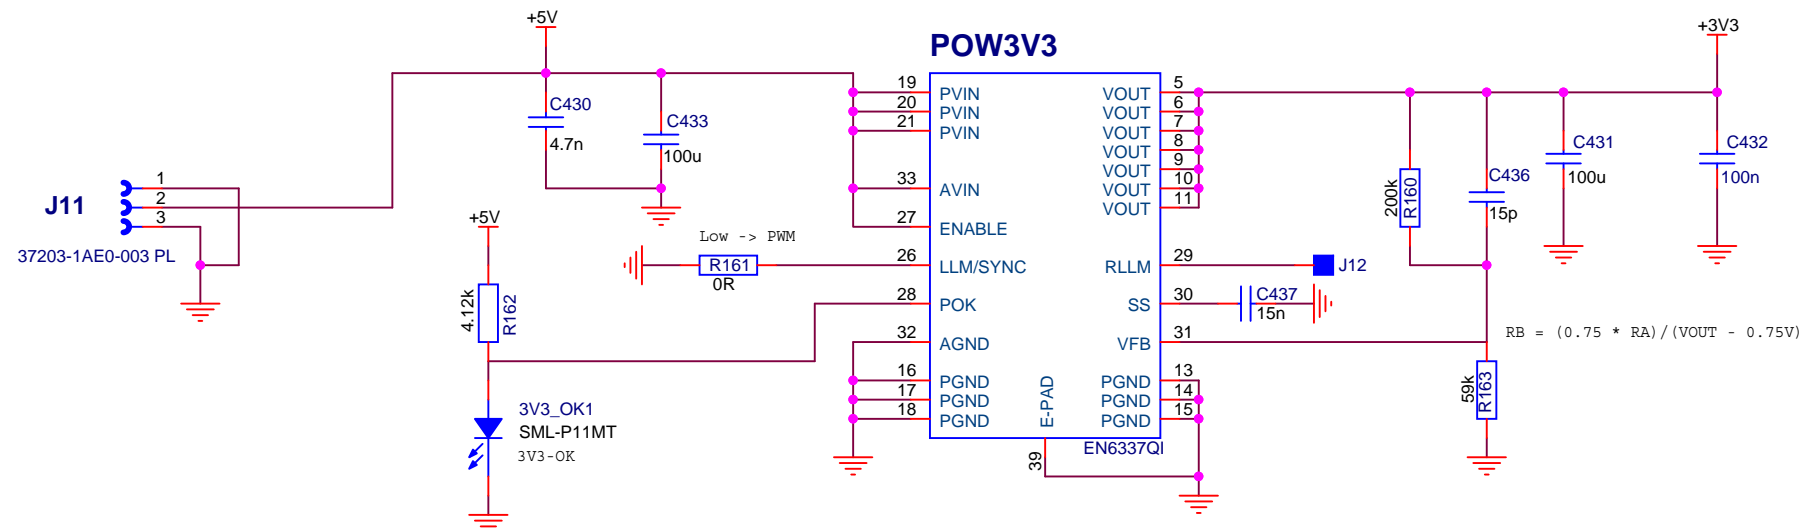 +5V
+3V3
POW3V3
19 PVIN VOUT 5
20 PVIN VOUT 6
21 PVIN VOUT 7
VOUT 8
VOUT 9
33 AVIN VOUT 10
VOUT 11
27 ENABLE
26 LLM/SYNC RLLM 29
28 POK SS 30
32 AGND VFB 31
16 PGND PGND 13
17 PGND PGND 14
18 PGND PGND 15
E-PAD
39
EN6337QI
C430
4.7n
C433
100u
J11
1
2
3
37203-1AE0-003 PL
+5V
4.12k
R162
Low -> PWM
R161
0R
3V3_OK1
SML-P11MT
3V3-OK
200k
R160
C436
15p
C431
100u
C432
100n
J12
C437
15n
RB = (0.75 * RA)/(VOUT - 0.75V)
59k
R163